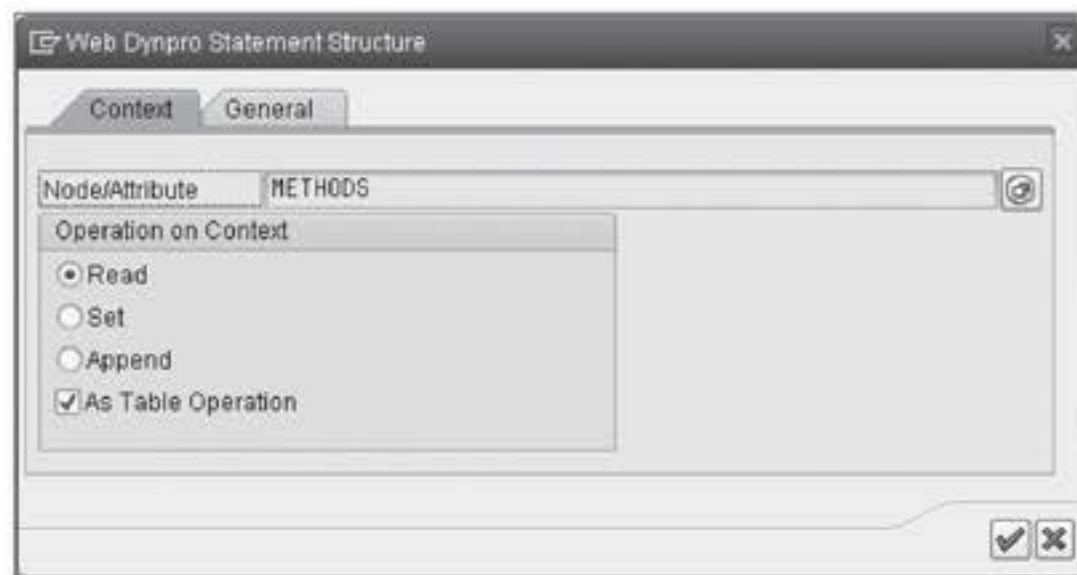 Web Dynpro Statement Structure
Context General
Node/Attribute METHODS
Operation on Context
Read
Set
Append
As Table Operation